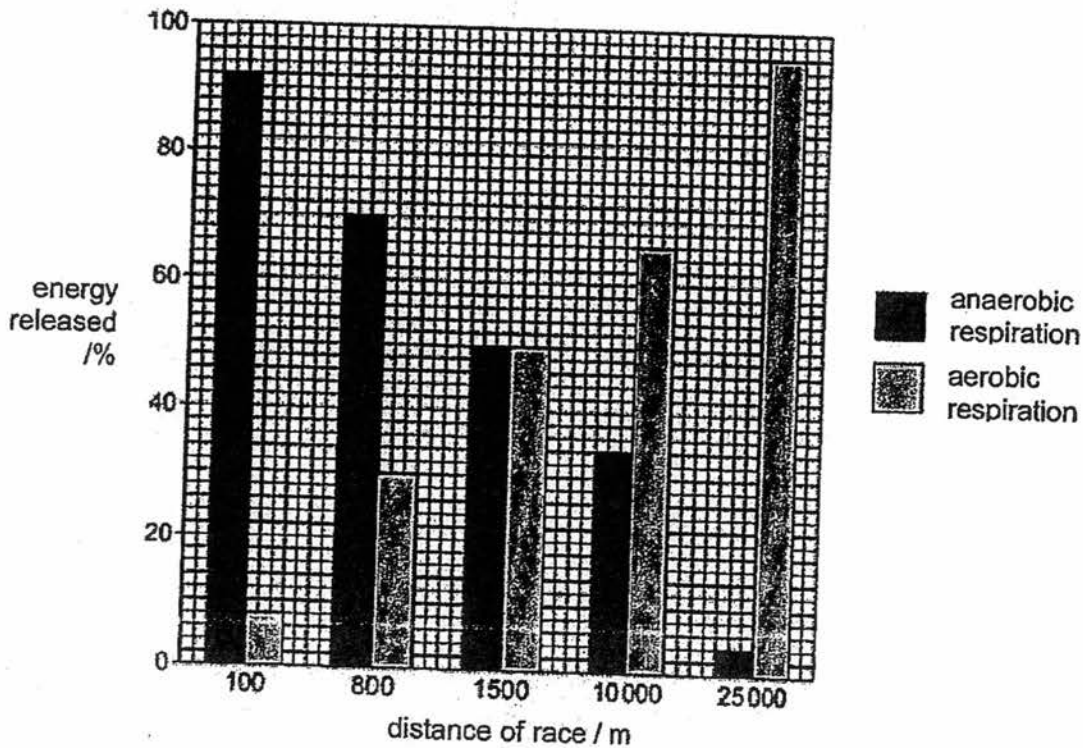 100
80
60
40
20
0
energy
released
/%
100
800
1500
10000
25000
distance of race / m
anaerobic
respiration
aerobic
respiration